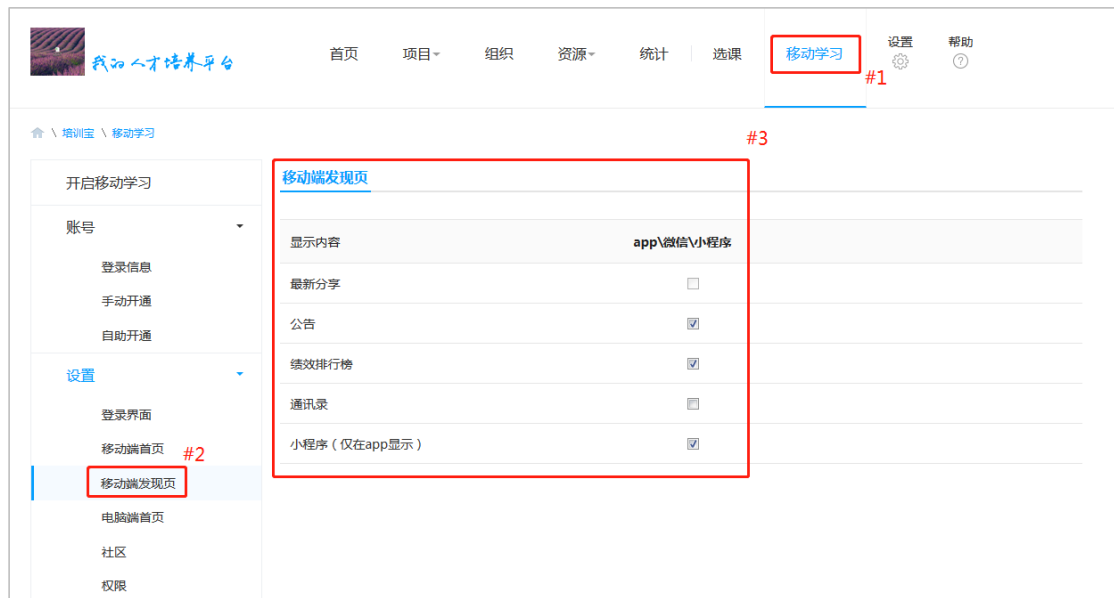 我的人才培养平台
首页 项目 组织 资源 统计 选课 移动学习 设置 帮助
#1
\ 培训宝 \ 移动学习
#3
开启移动学习
账号
登录信息
手动开通
自助开通
设置
登录界面
移动端首页
#2
移动端发现页
电脑端首页
社区
权限
移动端发现页
显示内容 app\微信\小程序
最新分享
公告
绩效排行榜
通讯录
小程序（仅在app显示）